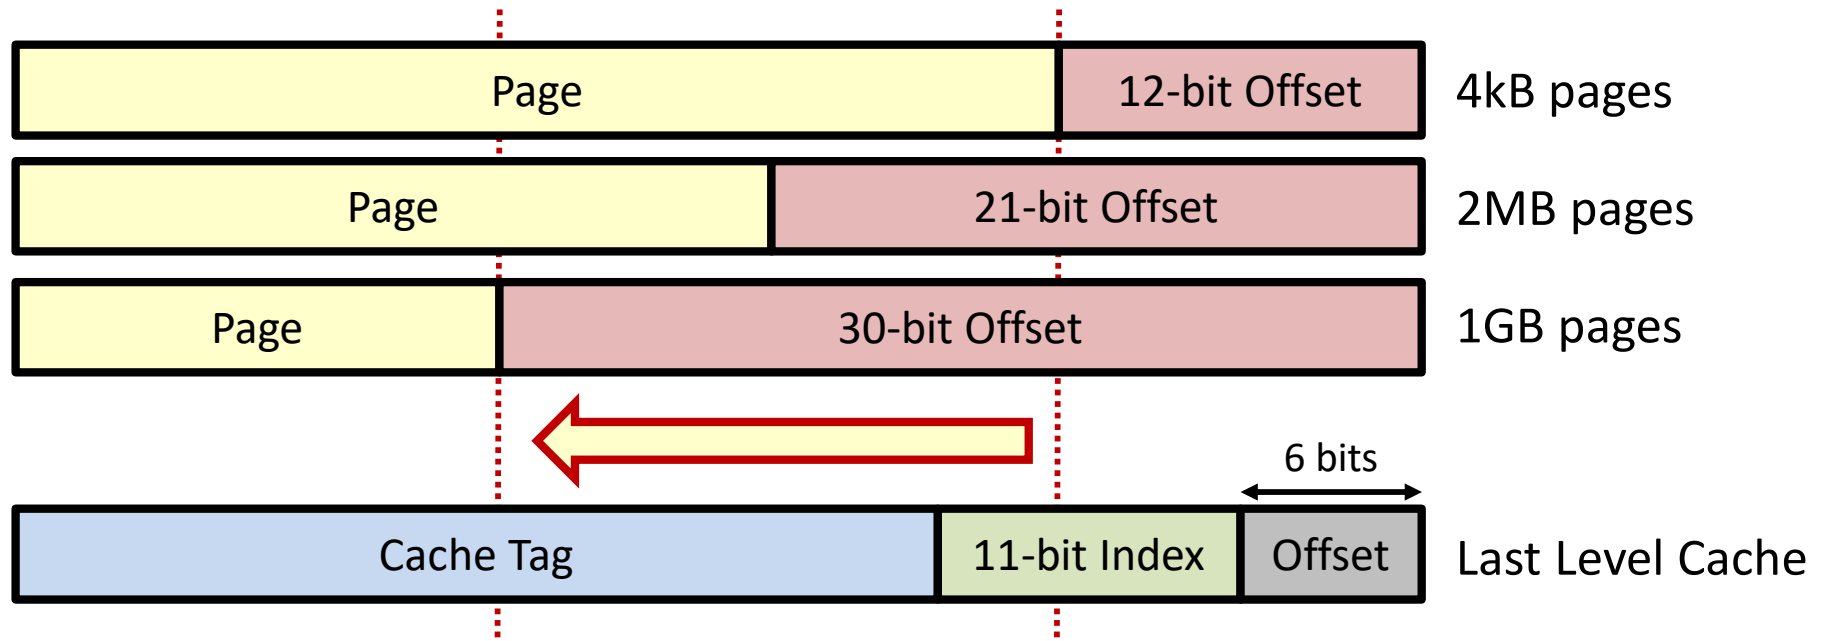 Page 12-bit Offset 4kB pages
Page 21-bit Offset 2MB pages
Page 30-bit Offset 1GB pages
6 bits
Cache Tag 11-bit Index Offset Last Level Cache